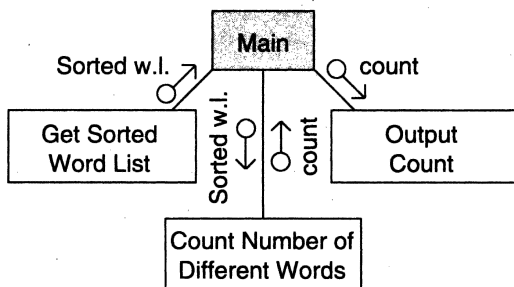 Main
Sorted w.l.
count
Get Sorted
Word List
Sorted w.l.
count
Output
Count
Count Number of
Different Words